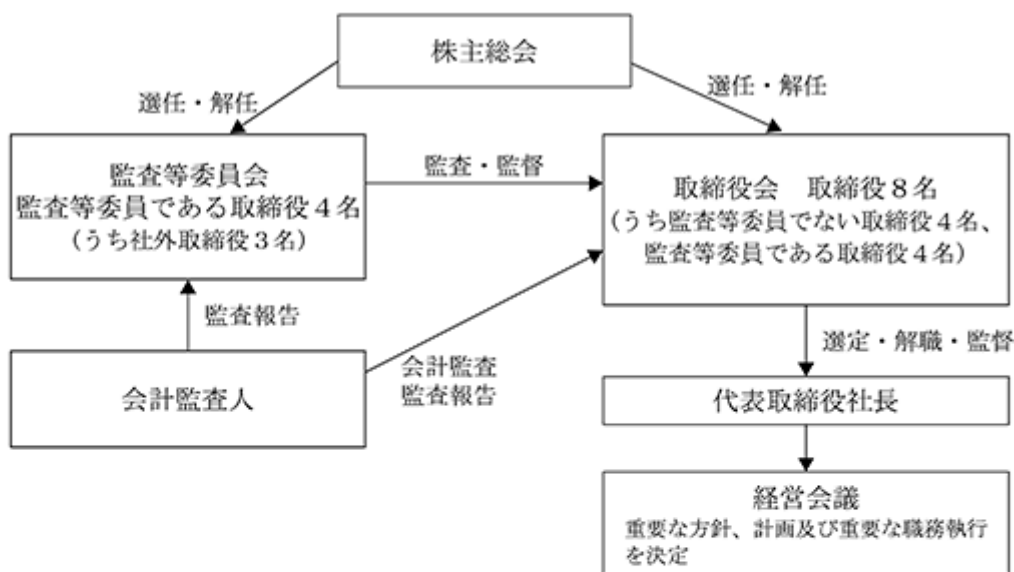 株主総会
選任・解任
選任・解任
監査等委員会
監査等委員である取締役４名
（うち社外取締役３名）
監査・監督
取締役会　取締役８名
（うち監査等委員でない取締役４名、
監査等委員である取締役４名）
監査報告
選定・解職・監督
会計監査人
会計監査
監査報告
代表取締役社長
経営会議
重要な方針、計画及び重要な職務執行
を決定